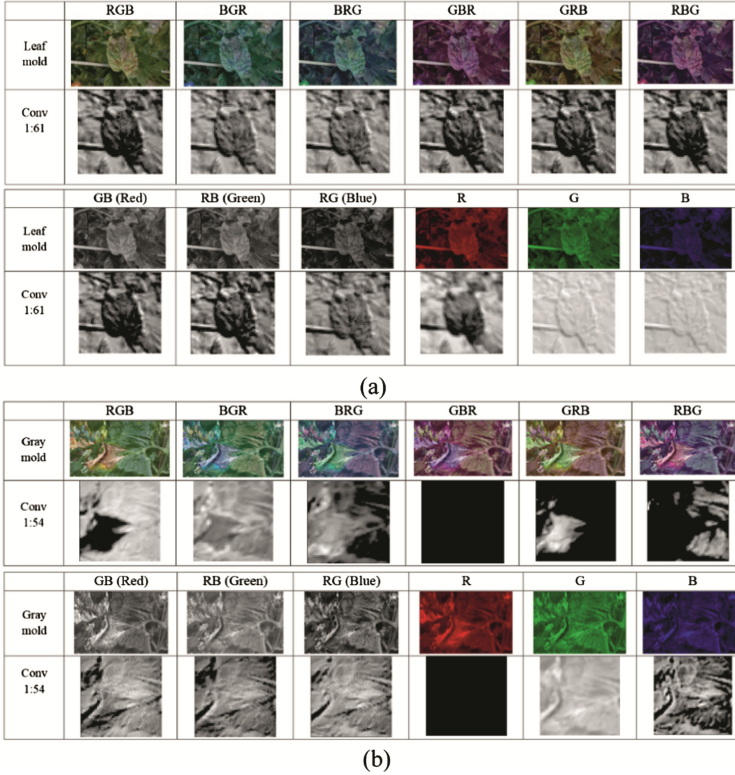 RGB BGR BRG GBR GRB RBG
Leaf
mold
Conv
1:61
GB (Red) RB (Green) RG (Blue) R G B
Leaf
mold
Conv
1:61
(a)
RGB BGR BRG GBR GRB RBG
Gray
mold
Conv
1:54
GB (Red) RB (Green) RG (Blue) R G B
Gray
mold
Conv
1:54
(b)